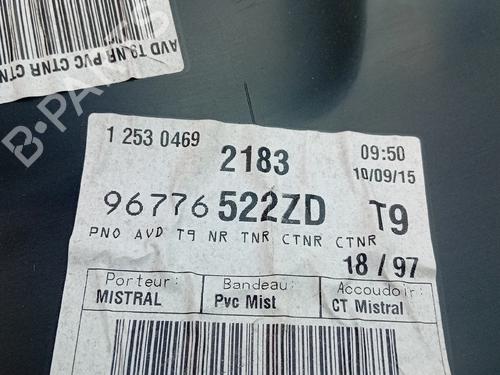 AVD T9 NR PVC CTNR CTN
B-PARTS
1 253 0469
2183
09:50
10/09/15
96776 522ZD
T9
PNO AVD T9 NR TNR CTNR CTNR
18 / 97
Porteur:
MISTRAL
Bandeau:
Pvc Mist
Accoudoir:
CT Mistral